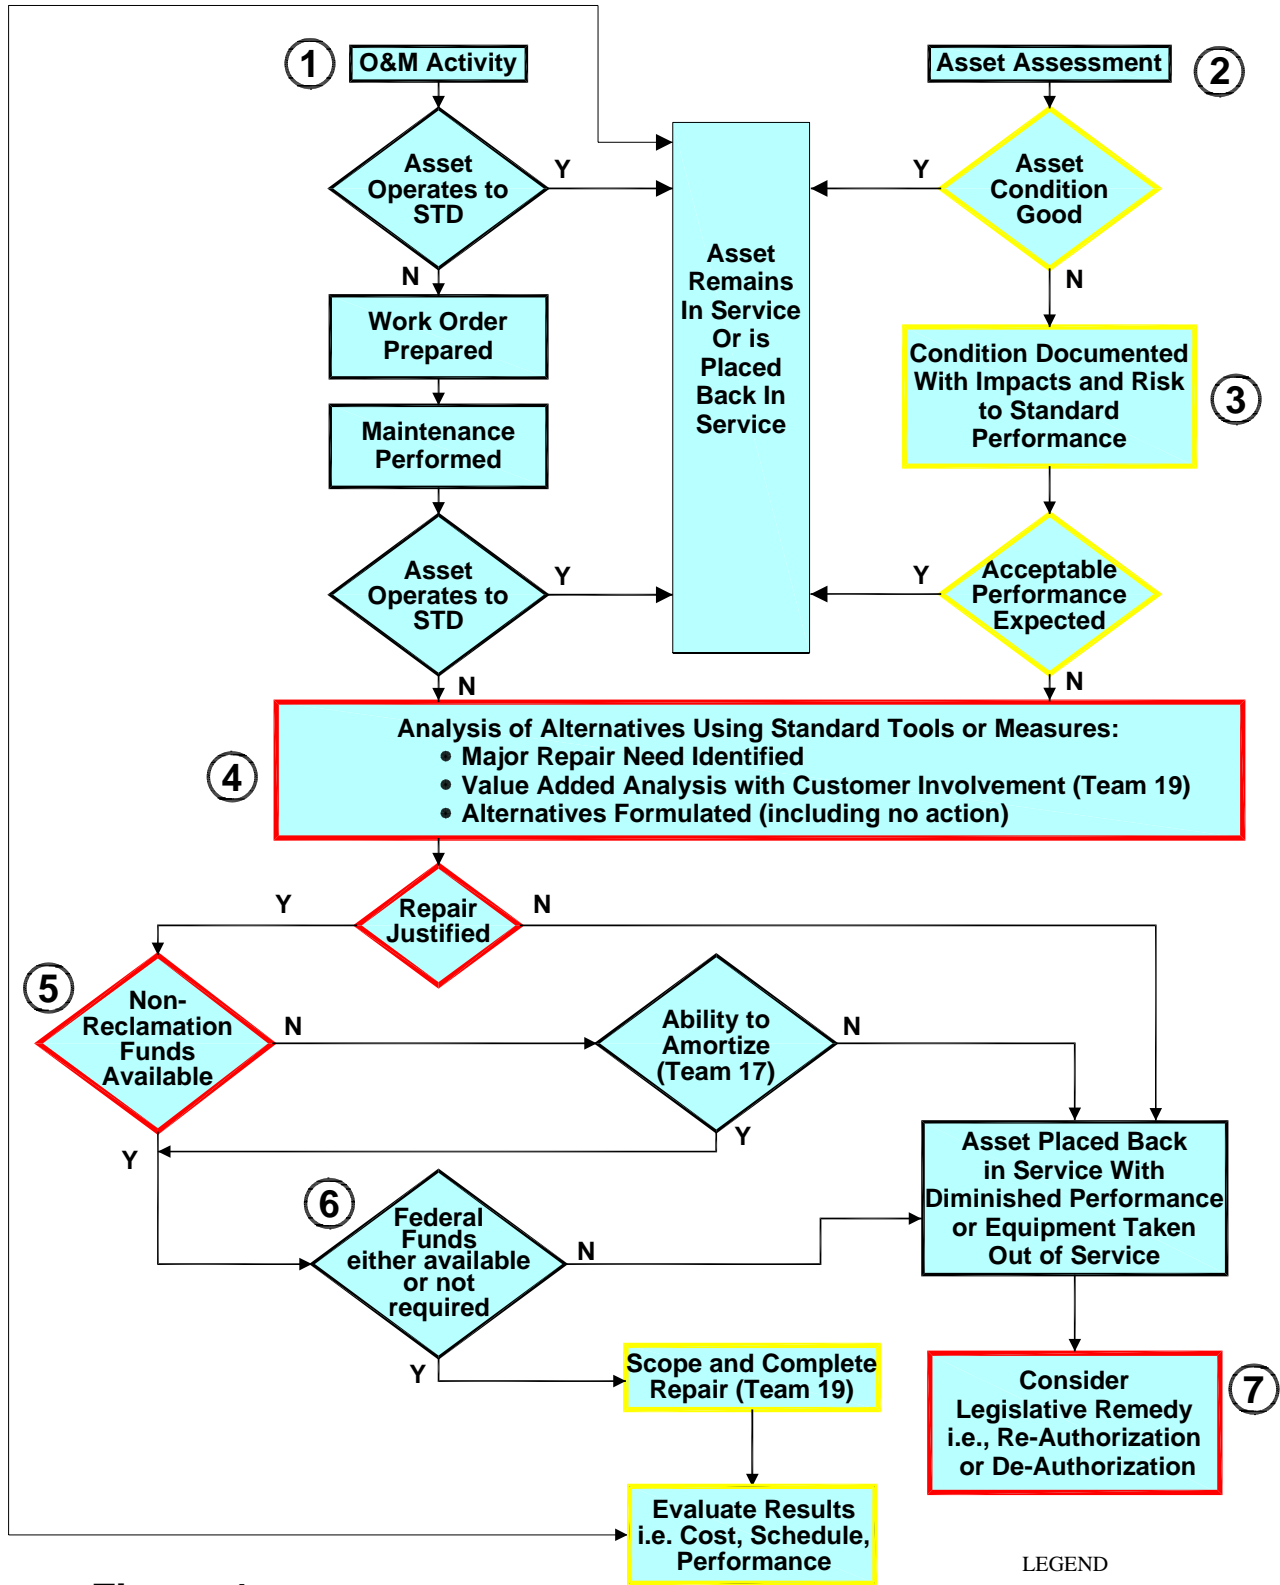 1
O&M Activity
Asset Assessment
2
Asset
Operates to
STD
Y
N
Y
Asset
Condition
Good
N
Asset
Remains
In Service
Or is
Placed
Back In
Service
Work Order
Prepared
Condition Documented
With Impacts and Risk
to Standard
Performance
3
Maintenance
Performed
Asset
Operates to
STD
Y
N
Y
Acceptable
Performance
Expected
N
4
Analysis of Alternatives Using Standard Tools or Measures:
• Major Repair Need Identified
• Value Added Analysis with Customer Involvement (Team 19)
• Alternatives Formulated (including no action)
Y
Repair
Justified
N
5
Non-
Reclamation
Funds
Available
N
Y
Ability to
Amortize
(Team 17)
N
Y
Asset Placed Back
in Service With
Diminished Performance
or Equipment Taken
Out of Service
6
Federal
Funds
either available
or not
required
N
Y
Scope and Complete
Repair (Team 19)
Consider
Legislative Remedy
i.e., Re-Authorization
or De-Authorization
7
Evaluate Results
i.e. Cost, Schedule,
Performance
LEGEND